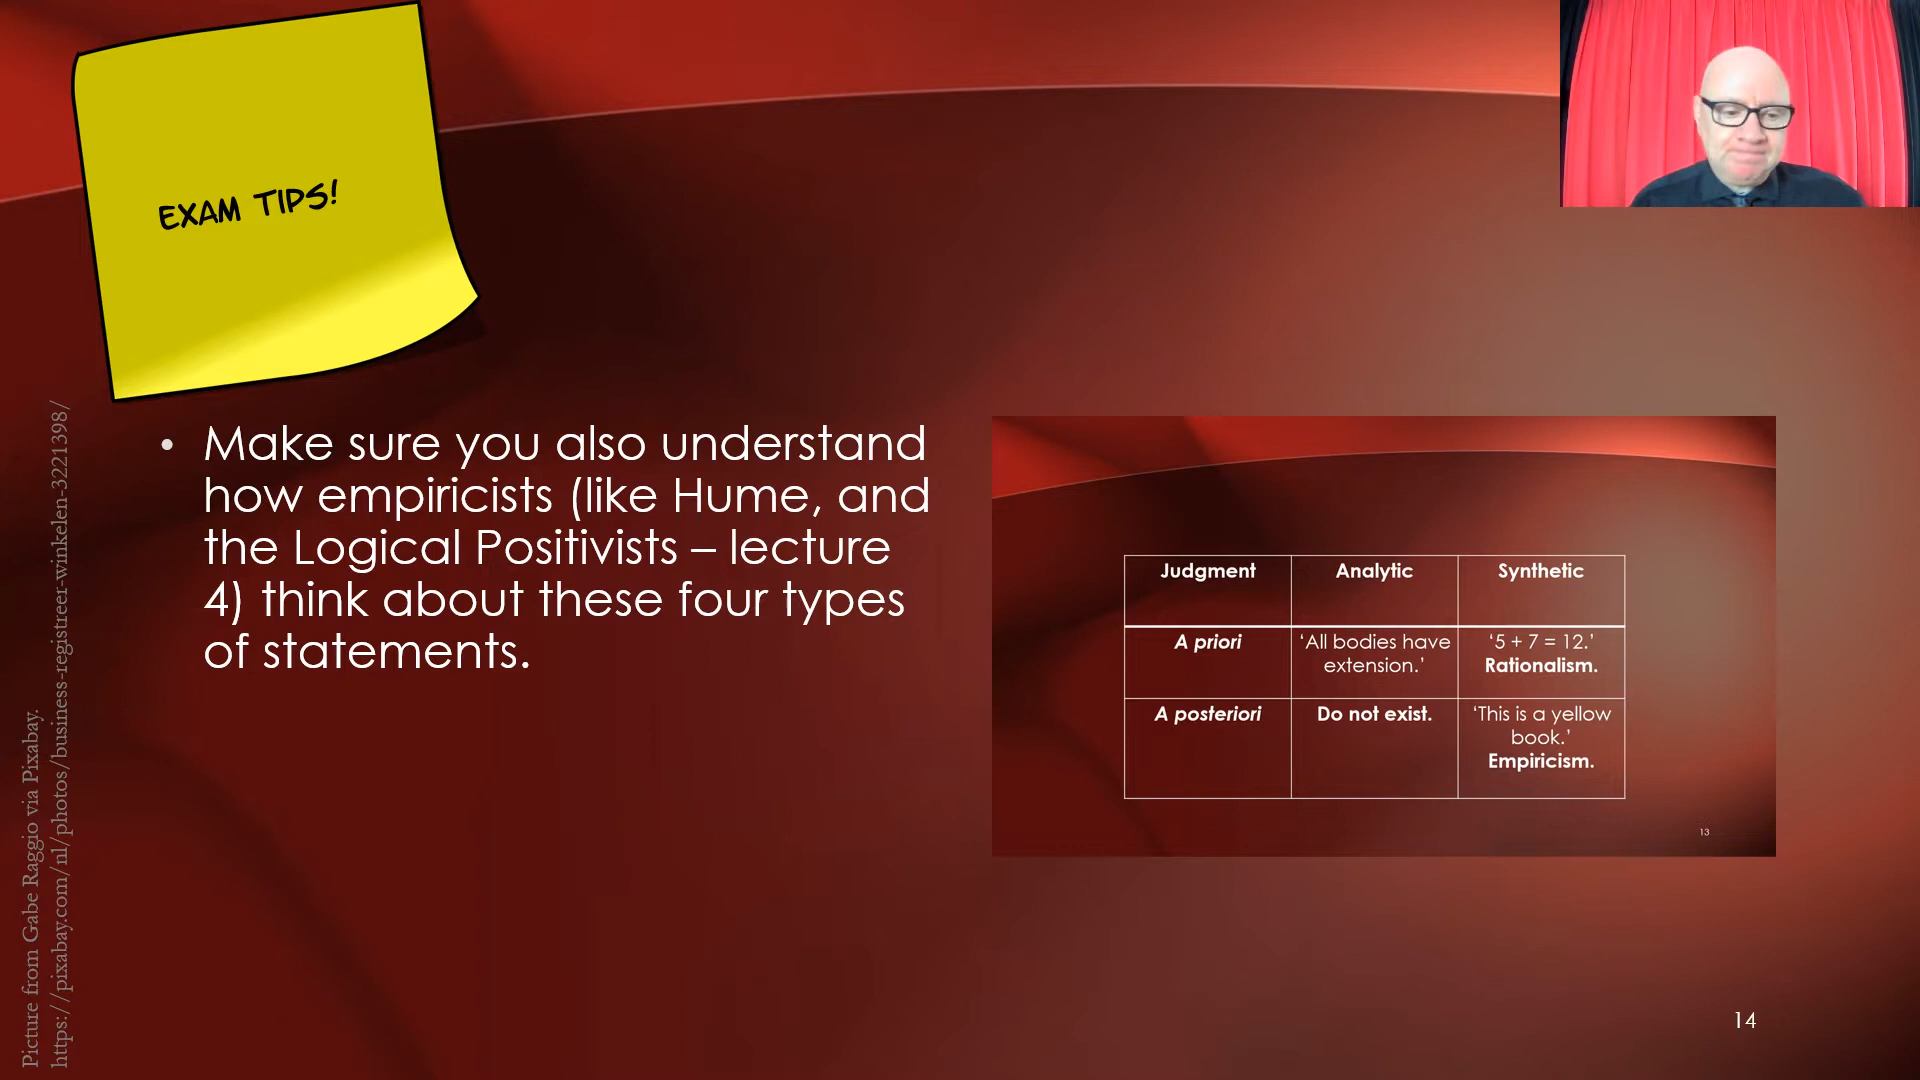 EXAM TIPS!
• Make sure you also understand
how empiricists (like Hume, and
the Logical Positivists – lecture
4) think about these four types
of statements.
Judgment Analytic Synthetic
A priori ‘All bodies have ‘5 + 7 = 12.’
extension.’ Rationalism.
A posteriori Do not exist. ‘This is a yellow
book.’
Empiricism.
13
14
Picture from Gabe Raggio via Pixabay.
https://pixabay.com/nl/photos/business-registreer-winkelen-3221398/